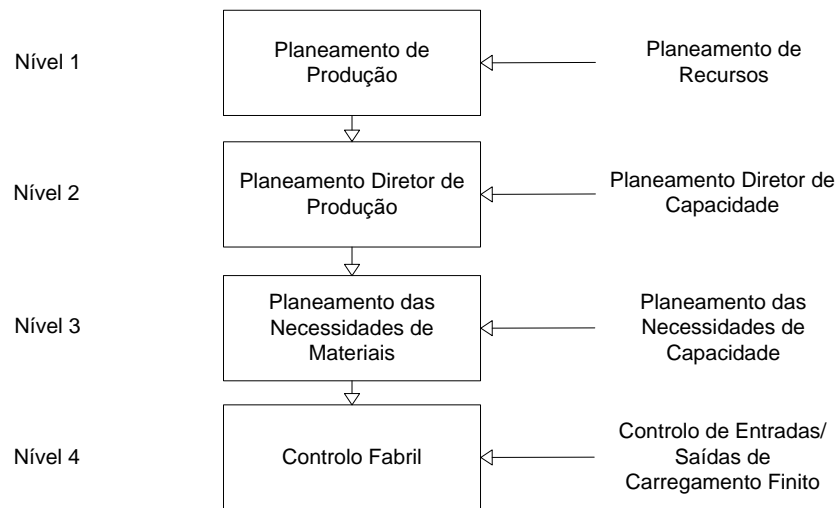 Nível 1
Planeamento de
Produção
Planeamento de
Recursos
Nível 2
Planeamento Diretor de
Produção
Planeamento Diretor de
Capacidade
Nível 3
Planeamento das
Necessidades de
Materiais
Planeamento das
Necessidades de
Capacidade
Nível 4
Controlo Fabril
Controlo de Entradas/
Saídas de
Carregamento Finito